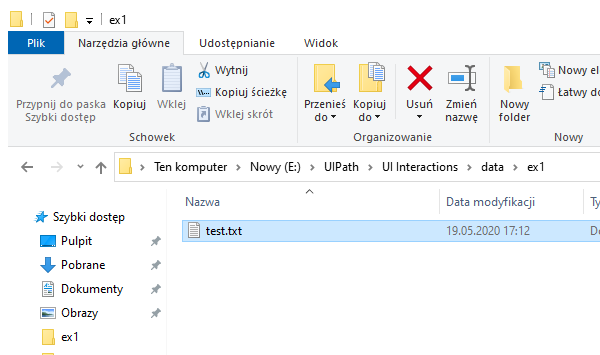 ex1
Plik Narzędzia główne Udostępnianie Widok
Przypnij do paska Szybki dostęp
Kopiuj
Wklej
Wytnij
Kopiuj ścieżkę
Wklej skrót
Schowek
Przenieś do
Kopiuj do
Usuń
Zmień nazwę
Organizowanie
Nowy folder
Nowy el
Łatwy do
Nowy
Ten komputer > Nowy (E:) > UIPath > UI Interactions > data > ex1
Nazwa Data modyfikacji Ty
test.txt 19.05.2020 17:12 Do
Szybki dostęp
Pulpit
Pobrane
Dokumenty
Obrazy
ex1